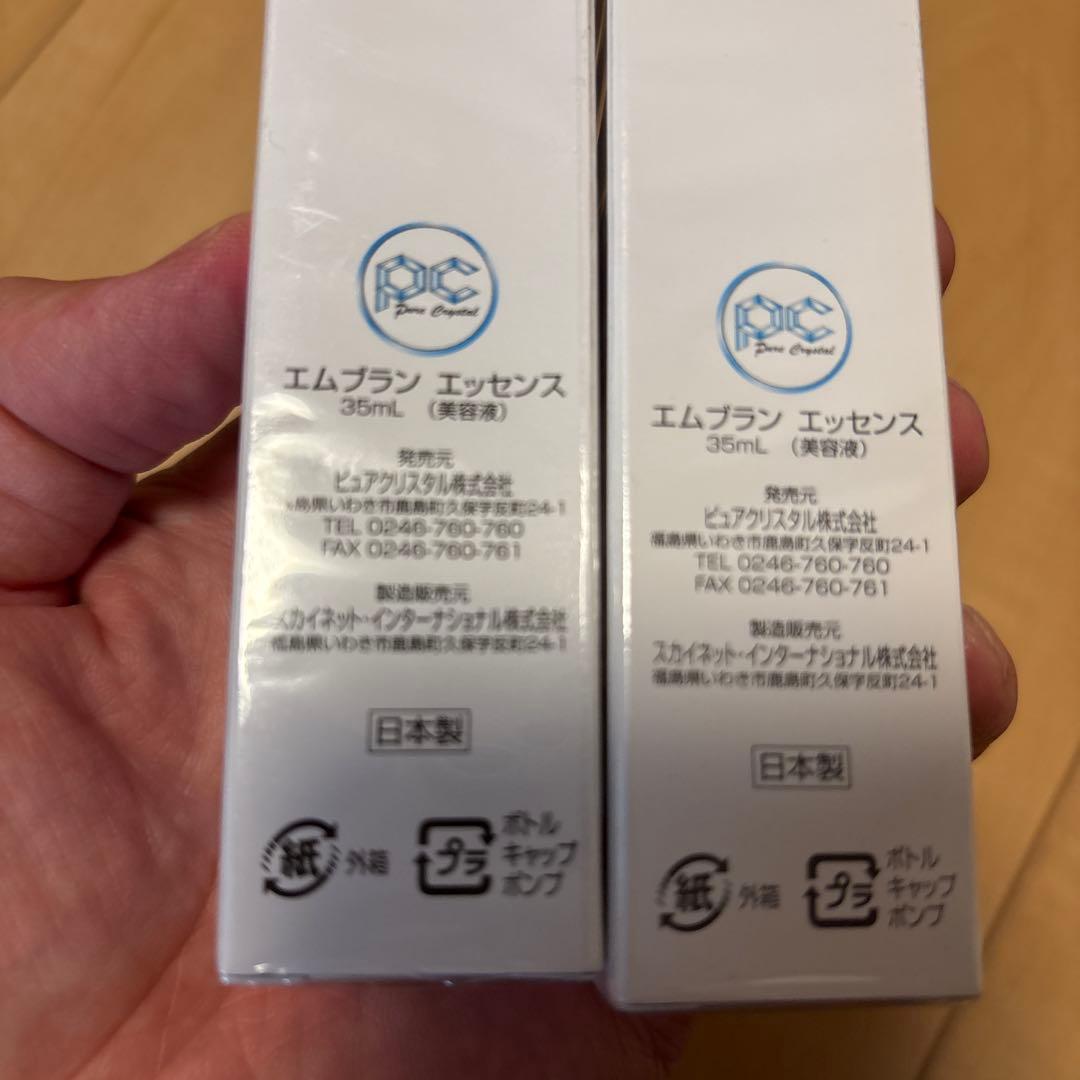 PC
Pure Crystal
エムブラン エッセンス
35mL (美容液)
発売元
ピュアクリスタル株式会社
島県いわき市鹿島町久保字反町24-1
TEL 0246-760-760
FAX 0246-760-761
製造販売元
スカイネット・インターナショナル株式会社
福島県いわき市鹿島町久保字反町24-1
日本製
紙 外箱
プラ
ボトル
キャップ
ポンプ
PC
Pure Crystal
エムブラン エッセンス
35mL (美容液)
発売元
ピュアクリスタル株式会社
福島県いわき市鹿島町久保字反町24-1
TEL 0246-760-760
FAX 0246-760-761
製造販売元
スカイネット・インターナショナル株式会社
福島県いわき市鹿島町久保字反町24-1
日本製
紙 外箱
プラ
ボトル
キャップ
ポンプ